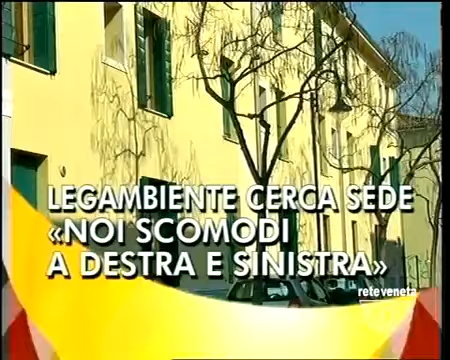 LEGAMBIENTE CERCA SEDE
«NOI SCOMODI
A DESTRA E SINISTRA»
reteveneta